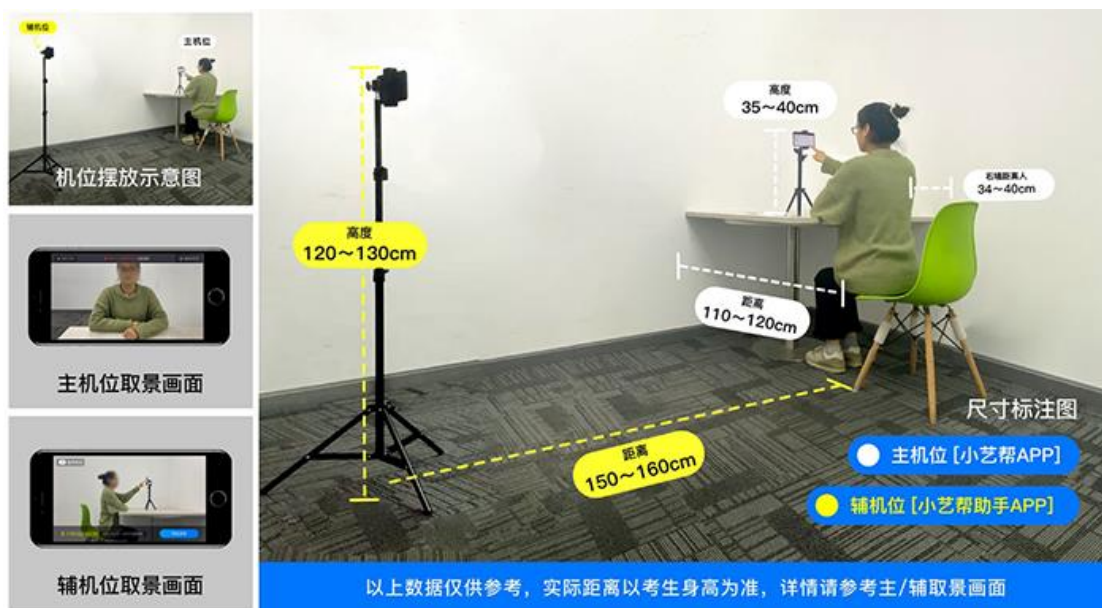 辅机位
主机位
机位摆放示意图
主机位取景画面
辅机位取景画面
高度
120～130cm
高度
35～40cm
右墙距离人
34～40cm
距离
110～120cm
距离
150～160cm
尺寸标注图
主机位 [小艺帮APP]
辅机位 [小艺帮助手APP]
以上数据仅供参考，实际距离以考生身高为准，详情请参考主/辅取景画面